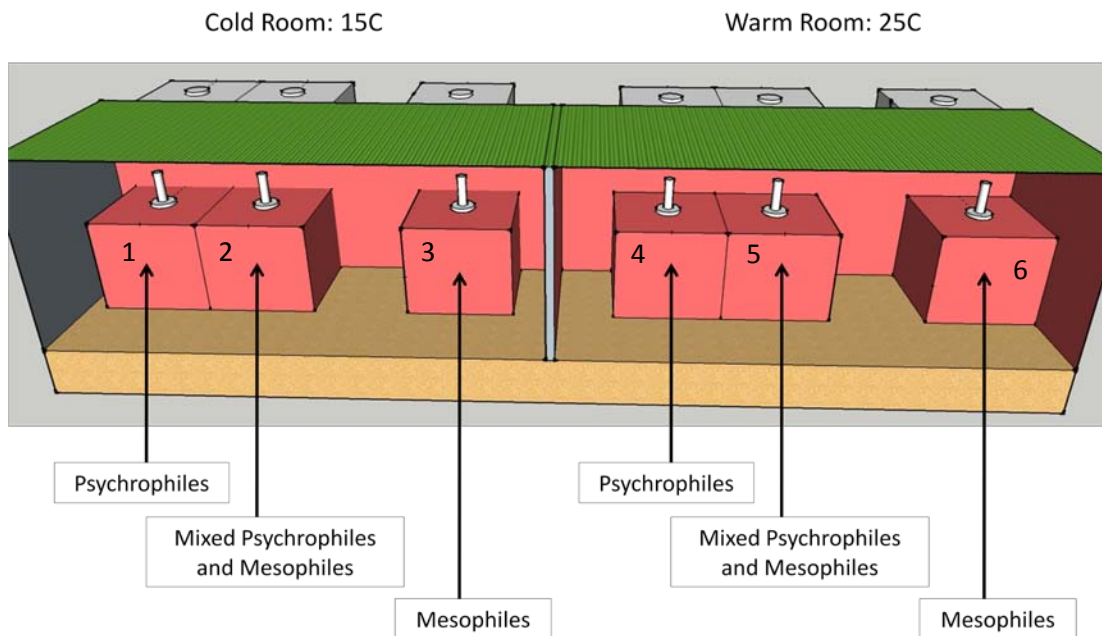 Cold Room: 15C
Warm Room: 25C
1
2
3
4
5
6
Psychrophiles
Psychrophiles
Mixed Psychrophiles
and Mesophiles
Mixed Psychrophiles
and Mesophiles
Mesophiles
Mesophiles